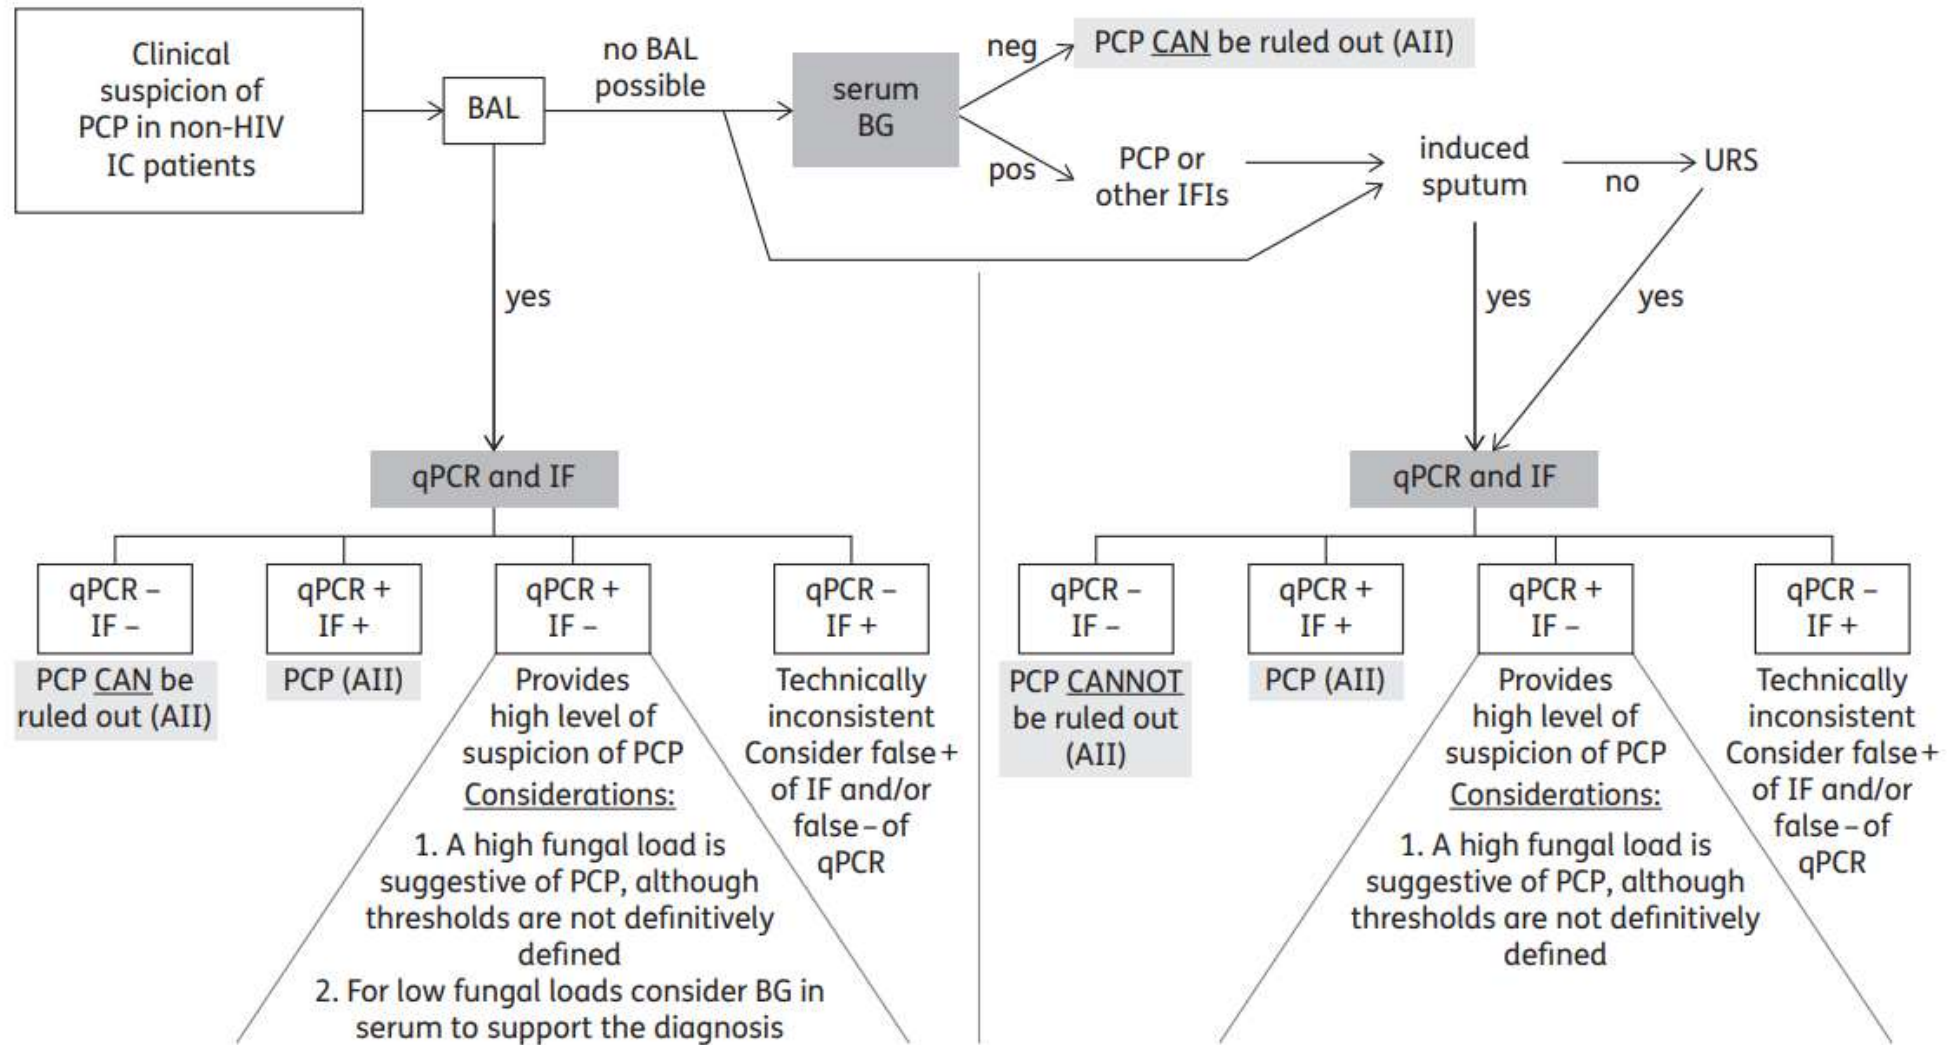 Clinical
suspicion of
PCP in non-HIV
IC patients
BAL
no BAL
possible
serum
BG
neg
PCP CAN be ruled out (AII)
pos
PCP or
other IFIs
induced
sputum
no
URS
yes
yes
yes
qPCR and IF
qPCR –
IF –
PCP CAN be
ruled out (AII)
qPCR +
IF +
PCP (AII)
qPCR +
IF –
Provides
high level of
suspicion of PCP
Considerations:
1. A high fungal load is
suggestive of PCP, although
thresholds are not definitively
defined
2. For low fungal loads consider BG in
serum to support the diagnosis
qPCR –
IF +
Technically
inconsistent
Consider false+
of IF and/or
false–of
qPCR
qPCR and IF
qPCR –
IF –
PCP CANNOT
be ruled out
(AII)
qPCR +
IF +
PCP (AII)
qPCR +
IF –
Provides
high level of
suspicion of PCP
Considerations:
1. A high fungal load is
suggestive of PCP, although
thresholds are not definitively
defined
qPCR –
IF +
Technically
inconsistent
Consider false+
of IF and/or
false–of
qPCR